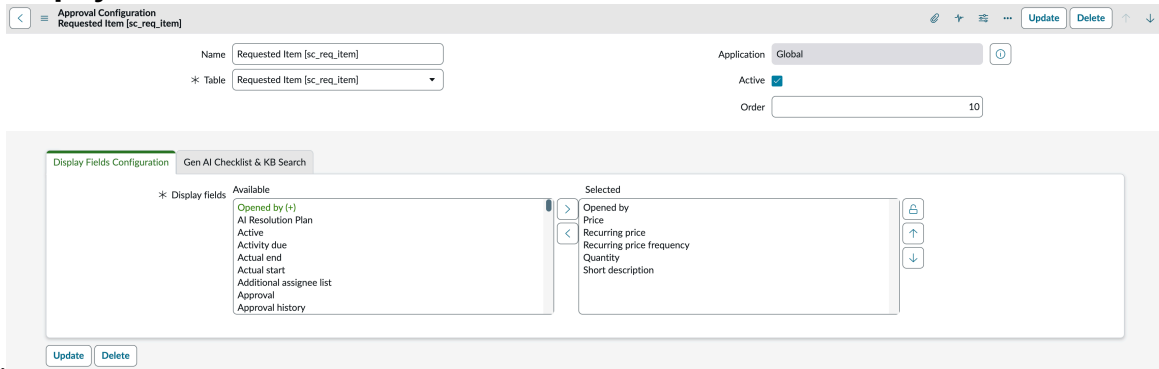 Approval Configuration
Requested Item [sc_req_item]
Update Delete
Name Requested Item [sc_req_item]
Application Global
* Table Requested Item [sc_req_item]
Active
Order 10
Display Fields Configuration Gen AI Checklist & KB Search
* Display fields
Available Selected
Opened by (+)
AI Resolution Plan
Active
Activity due
Actual end
Actual start
Additional assignee list
Approval
Approval history
Opened by
Price
Recurring price
Recurring price frequency
Quantity
Short description
Update Delete